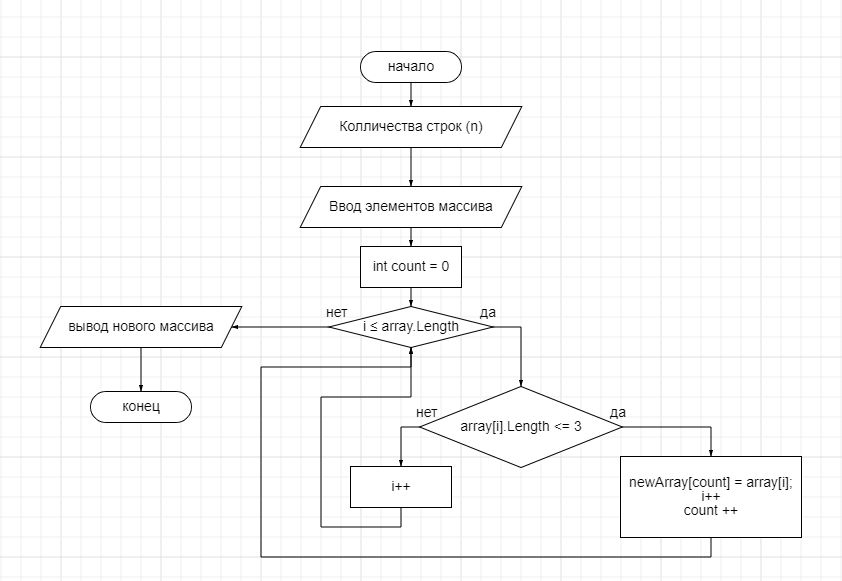 начало
Колличества строк (n)
Ввод элементов массива
int count = 0
нет
да
i ≤ array.Length
вывод нового массива
конец
нет
да
array[i].Length <= 3
i++
newArray[count] = array[i];
i++
count ++